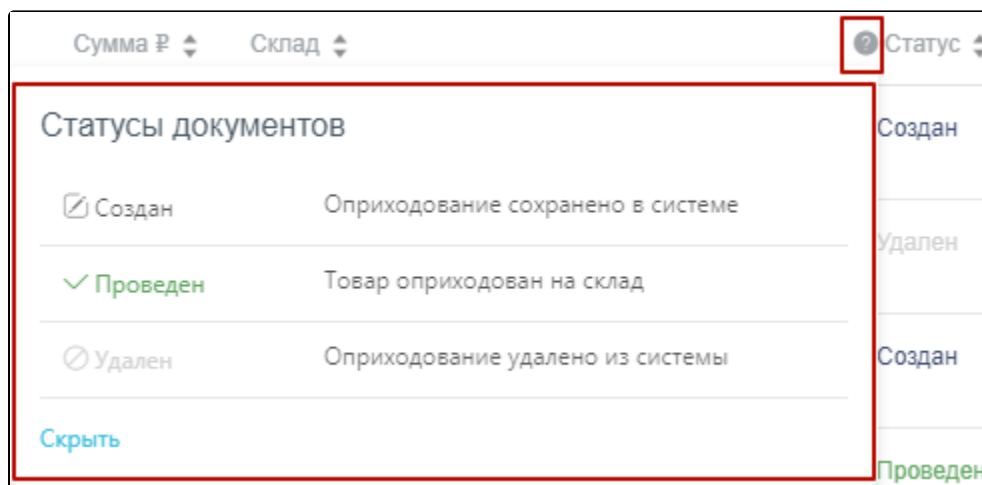 Сумма ₽ Склад ? Статус
Статусы документов
Создан
Создан Оприходование сохранено в системе
Удален
Проведен Товар оприходован на склад
Удален Оприходование удалено из системы
Создан
Скрыть
Проведен